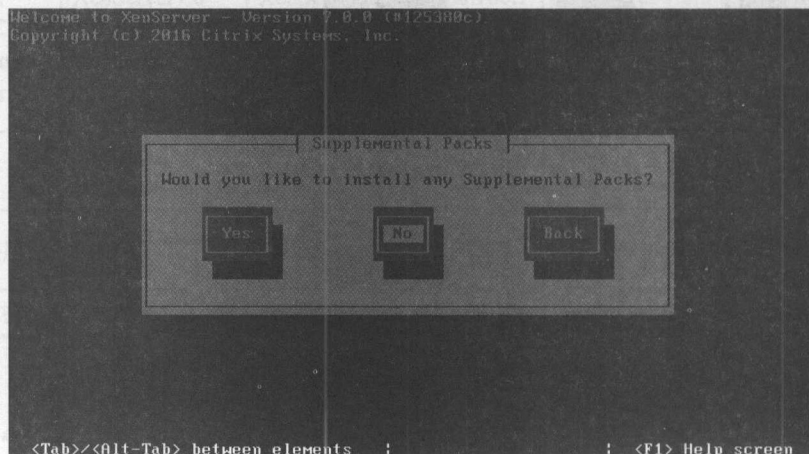 Welcome to XenServer - Version 7.0.0 (#125380c)
Copyright (c) 2016 Citrix Systems, Inc.
Supplemental Packs
Would you like to install any Supplemental Packs?
Yes No Back
<Tab>/<Alt-Tab> between elements | | <F1> Help screen